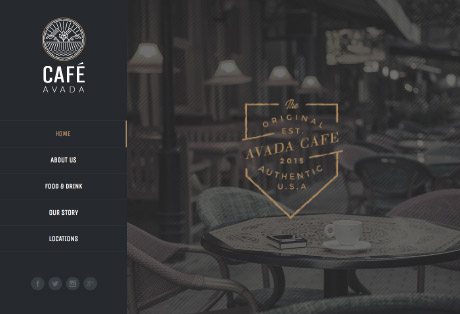 CAFÉ
AVADA
HOME
ABOUT US
FOOD & DRINK
OUR STORY
LOCATIONS
The
ORIGINAL
EST.
AVADA CAFE
2015
AUTHENTIC
U.S.A